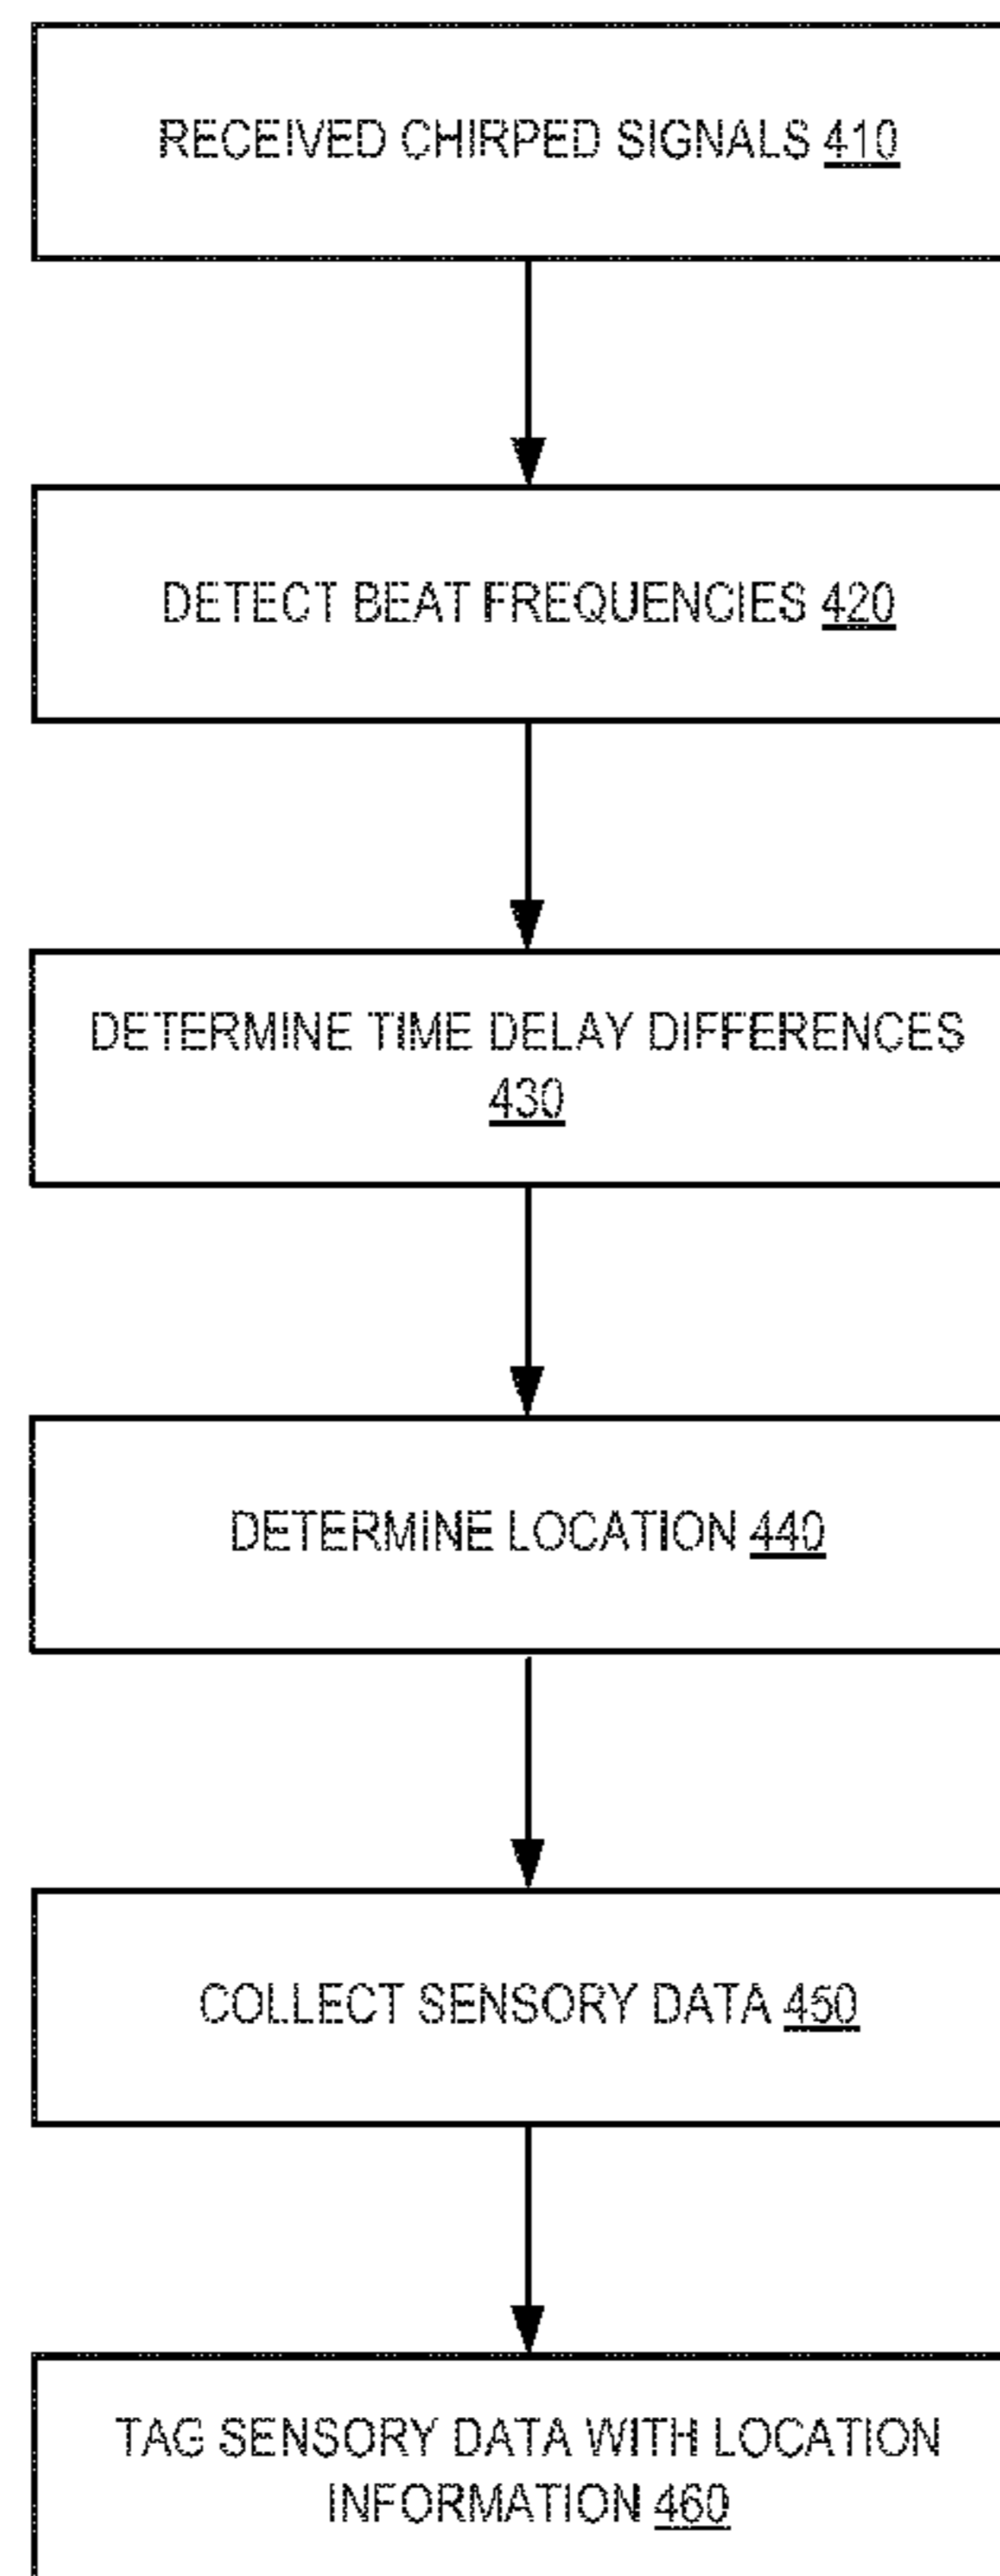 RECEIVED CHIRPED SIGNALS 410
DETECT BEAT FREQUENCIES 420
DETERMINE TIME DELAY DIFFERENCES
430
DETERMINE LOCATION 440
COLLECT SENSORY DATA 450
TAG SENSORY DATA WITH LOCATION
INFORMATION 460